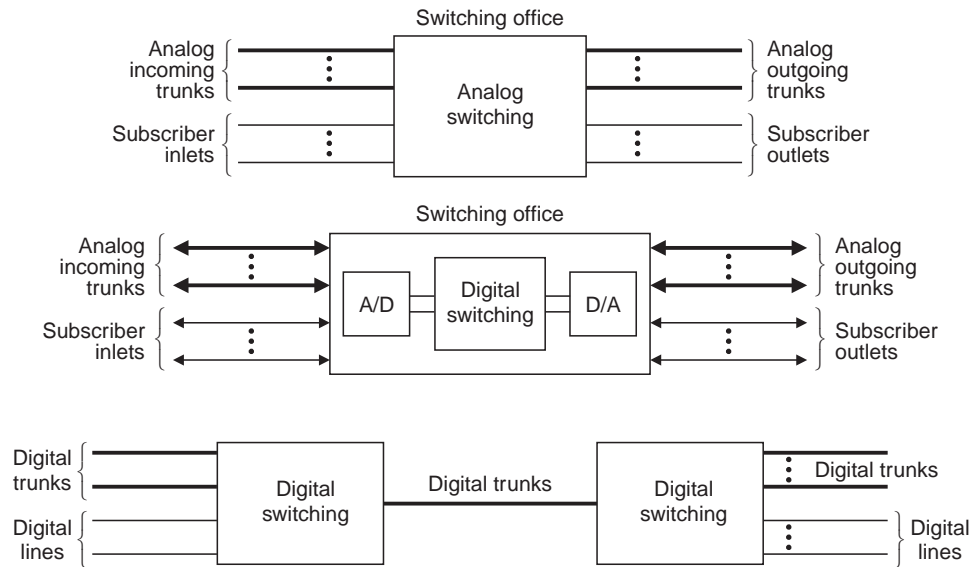 Switching office
Analog
incoming
trunks
Analog
switching
Analog
outgoing
trunks
Subscriber
inlets
Subscriber
outlets
Switching office
Analog
incoming
trunks
A/D
Digital
switching
D/A
Analog
outgoing
trunks
Subscriber
inlets
Subscriber
outlets
Digital
trunks
Digital
switching
Digital trunks
Digital
switching
Digital trunks
Digital
lines
Digital
lines